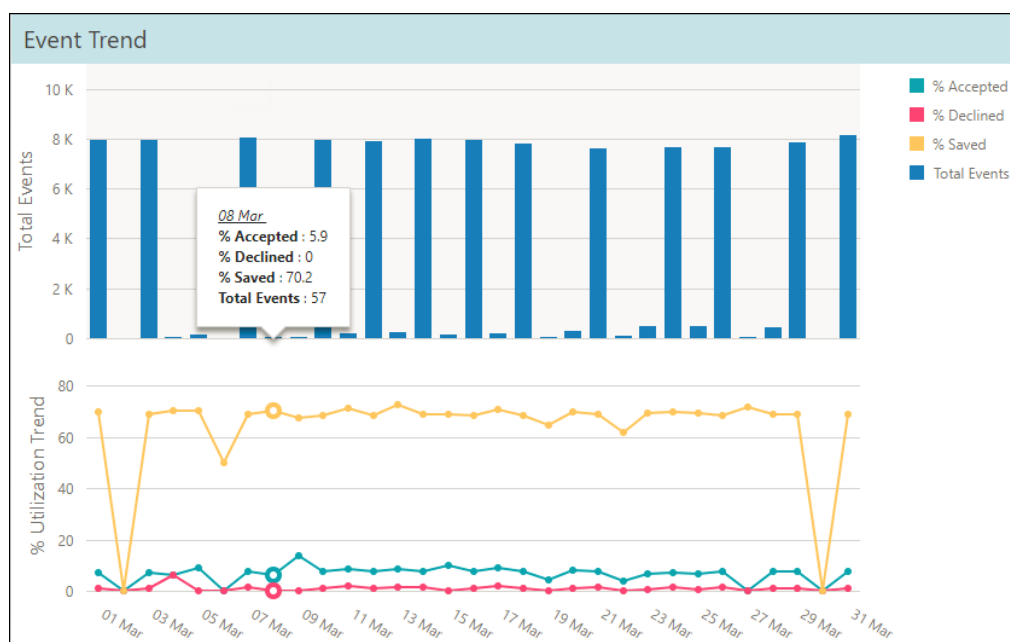 Event Trend
10 K
8 K
6 K
4 K
2 K
0
Total Events
08 Mar
% Accepted : 5.9
% Declined : 0
% Saved : 70.2
Total Events : 57
% Accepted
% Declined
% Saved
Total Events
80
60
40
20
0
% Utilization Trend
01 Mar
03 Mar
05 Mar
07 Mar
09 Mar
11 Mar
13 Mar
15 Mar
17 Mar
19 Mar
21 Mar
23 Mar
25 Mar
27 Mar
29 Mar
31 Mar